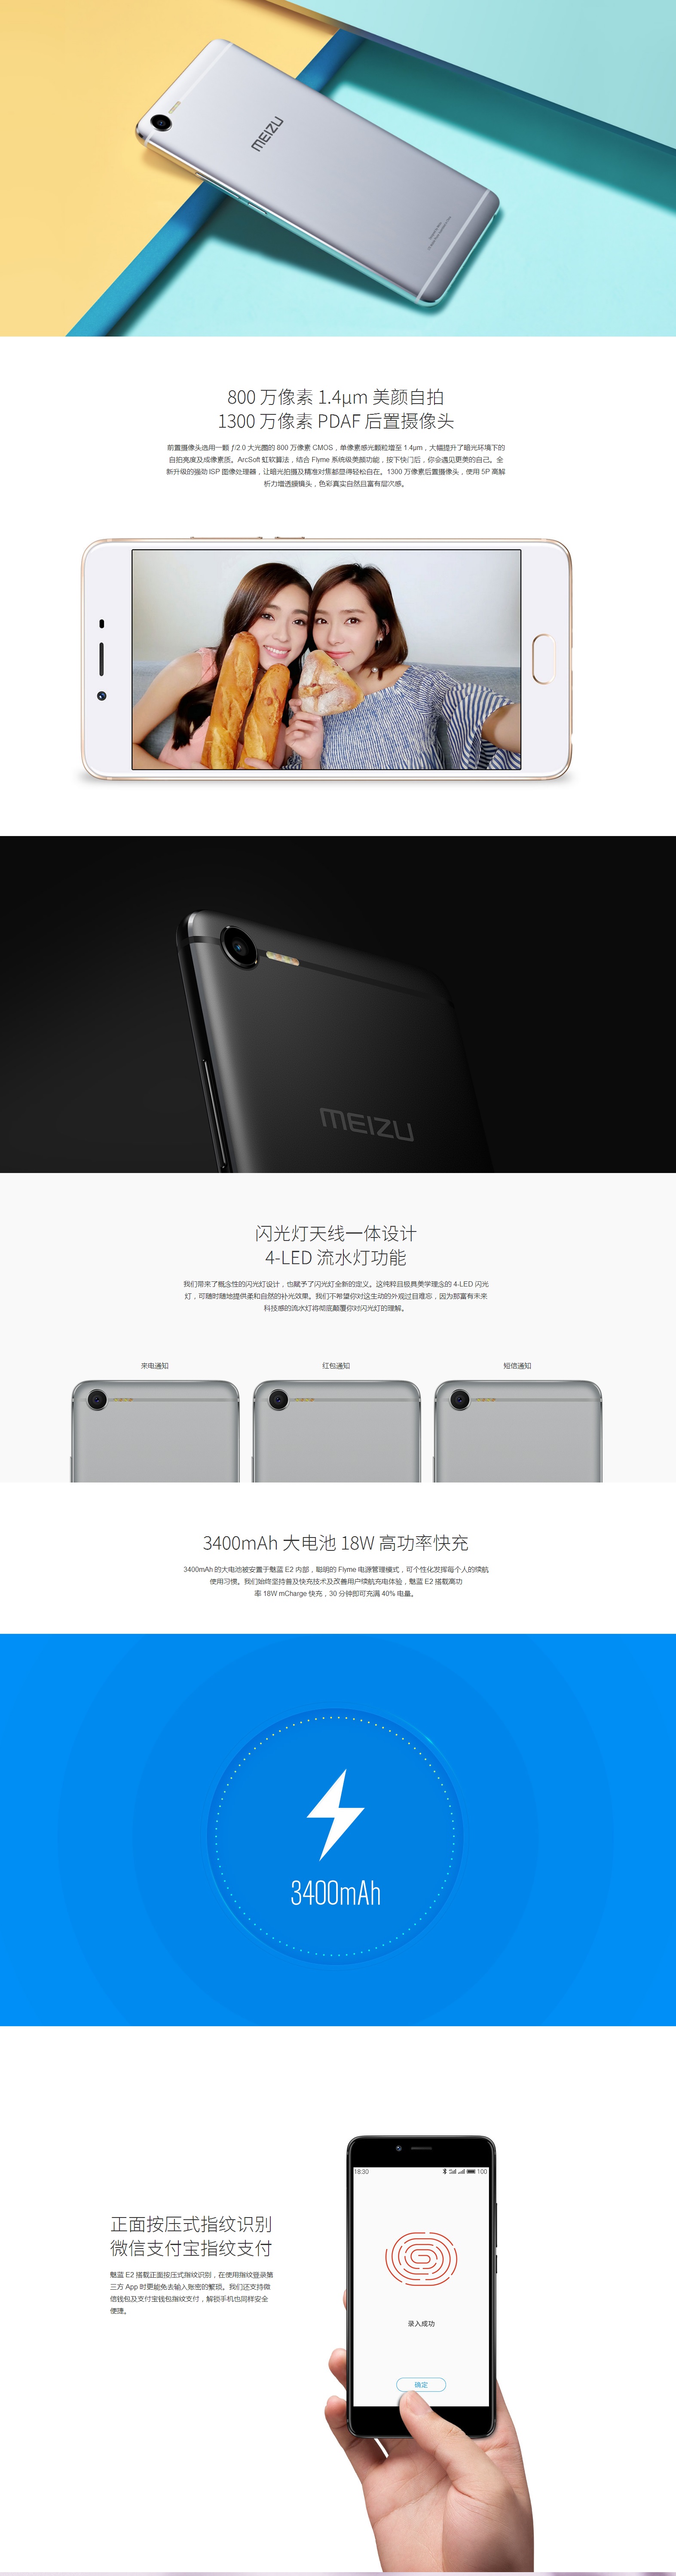 MEIZU
800 万像素 1.4μm 美颜自拍
1300 万像素 PDAF 后置摄像头
前置摄像头选用一颗 ƒ/2.0 大光圈的 800 万像素 CMOS，单像素感光颗粒增至 1.4μm，大幅提升了暗光环境下的
自拍亮度及成像素质。ArcSoft 虹软算法，结合 Flyme 系统级美颜功能，按下快门后，你会遇见更美的自己。全
新升级的强劲 ISP 图像处理器，让暗光拍摄及精准对焦都显得轻松自在。1300 万像素后置摄像头，使用 5P 高解
析力增透膜镜头，色彩真实自然且富有层次感。
MEIZU
闪光灯天线一体设计
4-LED 流水灯功能
我们带来了概念性的闪光灯设计，也赋予了闪光灯全新的定义。这纯粹且极具美学理念的 4-LED 闪光
灯，可随时随地提供柔和自然的补光效果。我们不希望你对这生动的外观过目难忘，因为那富有未来
科技感的流水灯将彻底颠覆你对闪光灯的理解。
来电通知 红包通知 短信通知
3400mAh 大电池 18W 高功率快充
3400mAh 的大电池被安置于魅蓝 E2 内部，聪明的 Flyme 电源管理模式，可个性化发挥每个人的续航
使用习惯。我们始终坚持普及快充技术及改善用户续航充电体验，魅蓝 E2 搭载高功
率 18W mCharge 快充，30 分钟即可充满 40% 电量。
3400mAh
18:30 100
正面按压式指纹识别
微信支付宝指纹支付
魅蓝 E2 搭载正面按压式指纹识别，在使用指纹登录第
三方 App 时更能免去输入账密的繁琐。我们还支持微
信钱包及支付宝钱包指纹支付，解锁手机也同样安全
便捷。
录入成功
确定